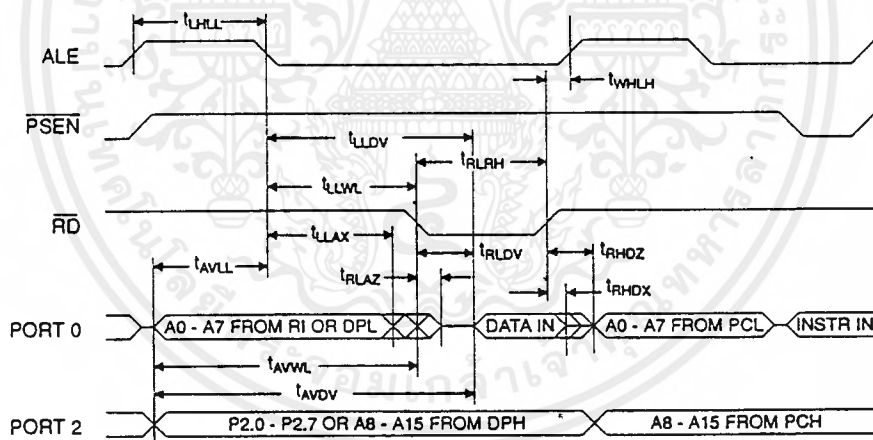 tLHLL
ALE
tWHLH
PSEN
tLLDV
tRLRH
tLLWL
RD
tLLAX
tRLDV
tRHDZ
tAVLL
tRLAZ
tRHDX
PORT 0
A0 - A7 FROM RI OR DPL
DATA IN
A0 - A7 FROM PCL
INSTR IN
tAVWL
tAVDV
PORT 2
P2.0 - P2.7 OR A8 - A15 FROM DPH
A8 - A15 FROM PCH